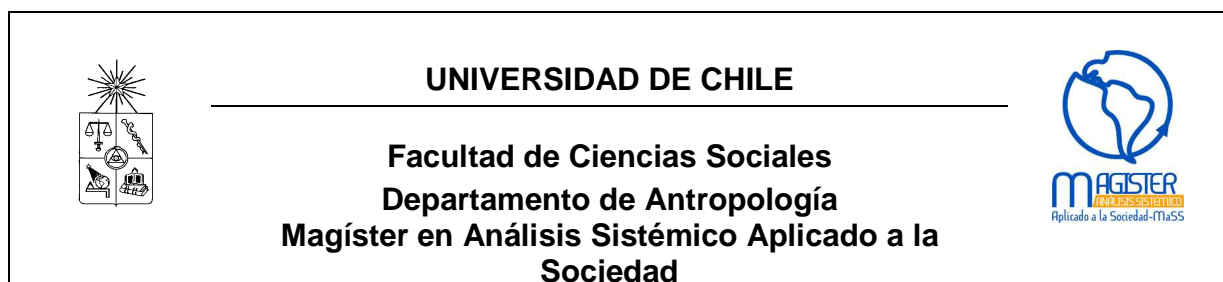 UNIVERSIDAD DE CHILE
Facultad de Ciencias Sociales
Departamento de Antropología
Magíster en Análisis Sistémico Aplicado a la
Sociedad
MAGISTER
ANÁLISIS SISTÉMICO
Aplicado a la Sociedad-MaSS